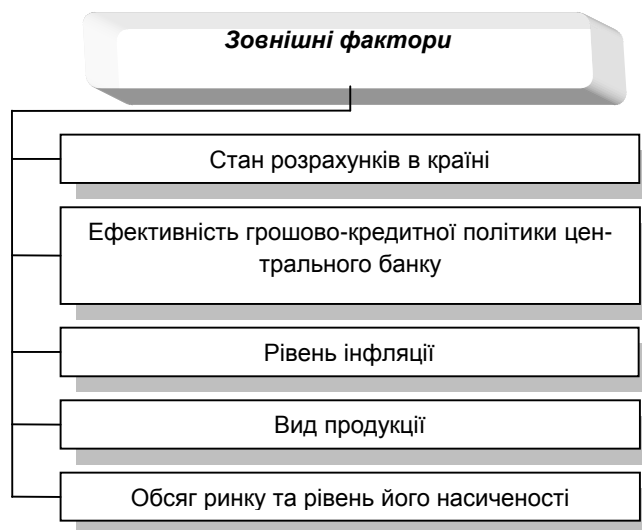 Зовнішні фактори
Стан розрахунків в країні
Ефективність грошово-кредитної політики цен-
трального банку
Рівень інфляції
Вид продукції
Обсяг ринку та рівень його насиченості